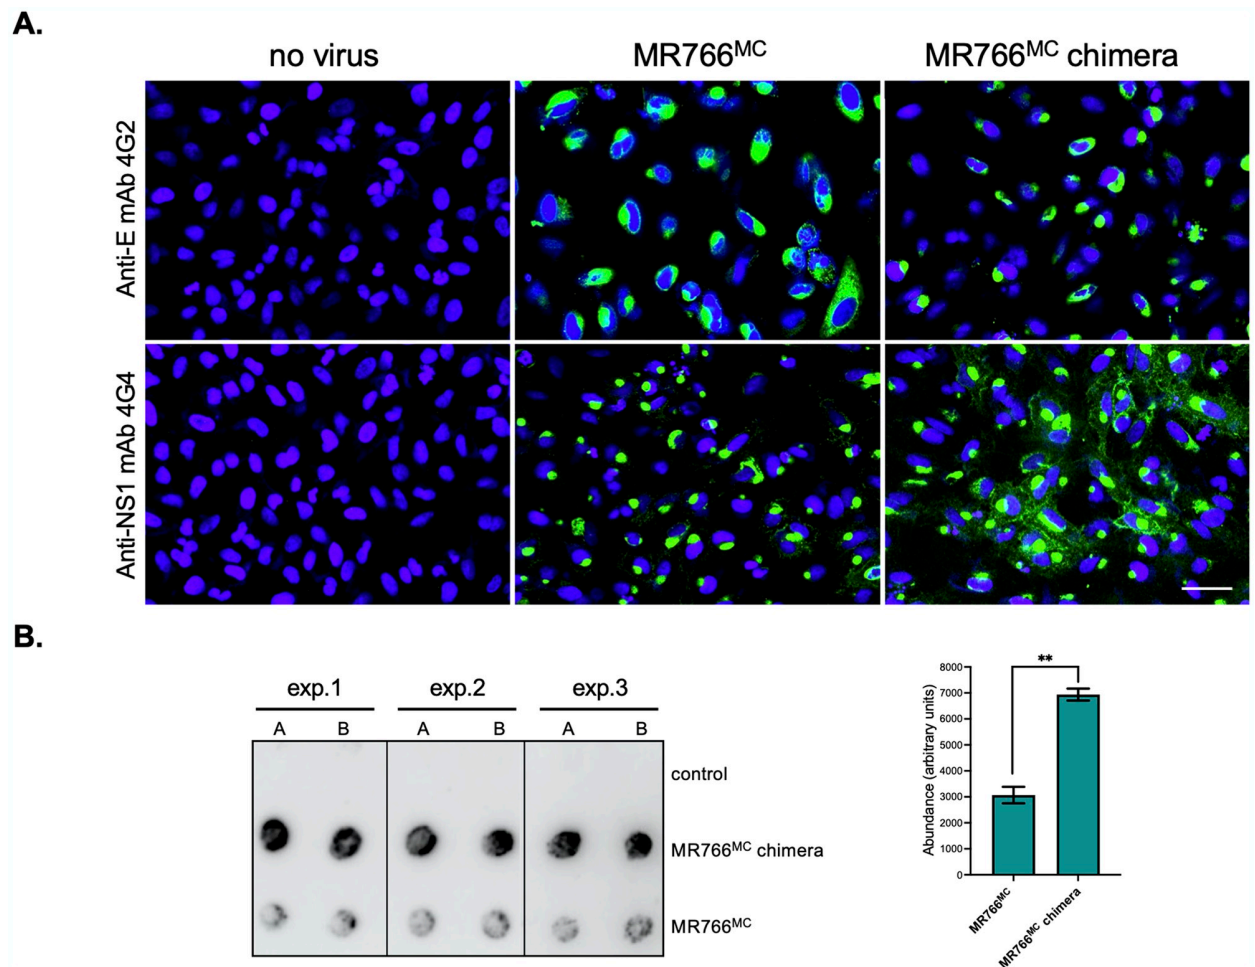 A.
no virus
MR766ᴹᶜ
MR766ᴹᶜ chimera
Anti-E mAb 4G2
Anti-NS1 mAb 4G4
B.
exp.1
exp.2
exp.3
A B A B A B
control
MR766ᴹᶜ chimera
MR766ᴹᶜ
**
Abundance (arbitrary units)
8000
7000
6000
5000
4000
3000
2000
1000
0
MR766ᴹᶜ
MR766ᴹᶜ chimera